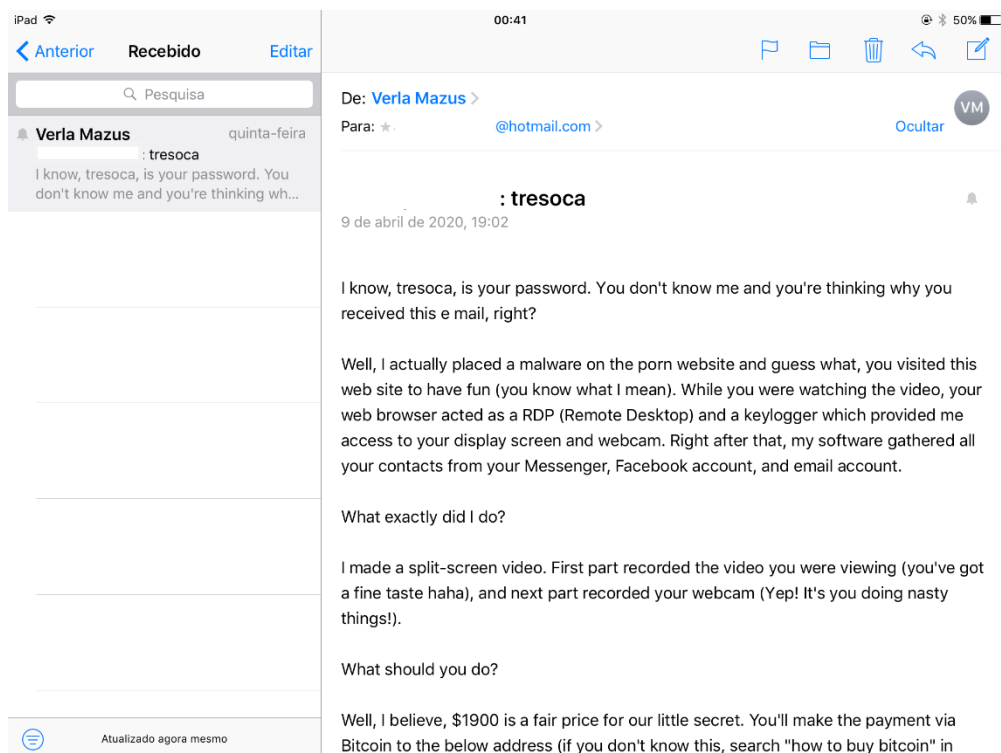 iPad
00:41
50%
Anterior
Recebido
Editar
Pesquisa
Verla Mazus
quinta-feira
: tresoca
I know, tresoca, is your password. You
don't know me and you're thinking wh...
Atualizado agora mesmo
De: Verla Mazus
VM
Para:
@hotmail.com
Ocultar
: tresoca
9 de abril de 2020, 19:02
I know, tresoca, is your password. You don't know me and you're thinking why you
received this e mail, right?
Well, I actually placed a malware on the porn website and guess what, you visited this
web site to have fun (you know what I mean). While you were watching the video, your
web browser acted as a RDP (Remote Desktop) and a keylogger which provided me
access to your display screen and webcam. Right after that, my software gathered all
your contacts from your Messenger, Facebook account, and email account.
What exactly did I do?
I made a split-screen video. First part recorded the video you were viewing (you've got
a fine taste haha), and next part recorded your webcam (Yep! It's you doing nasty
things!).
What should you do?
Well, I believe, $1900 is a fair price for our little secret. You'll make the payment via
Bitcoin to the below address (if you don't know this, search "how to buy bitcoin" in